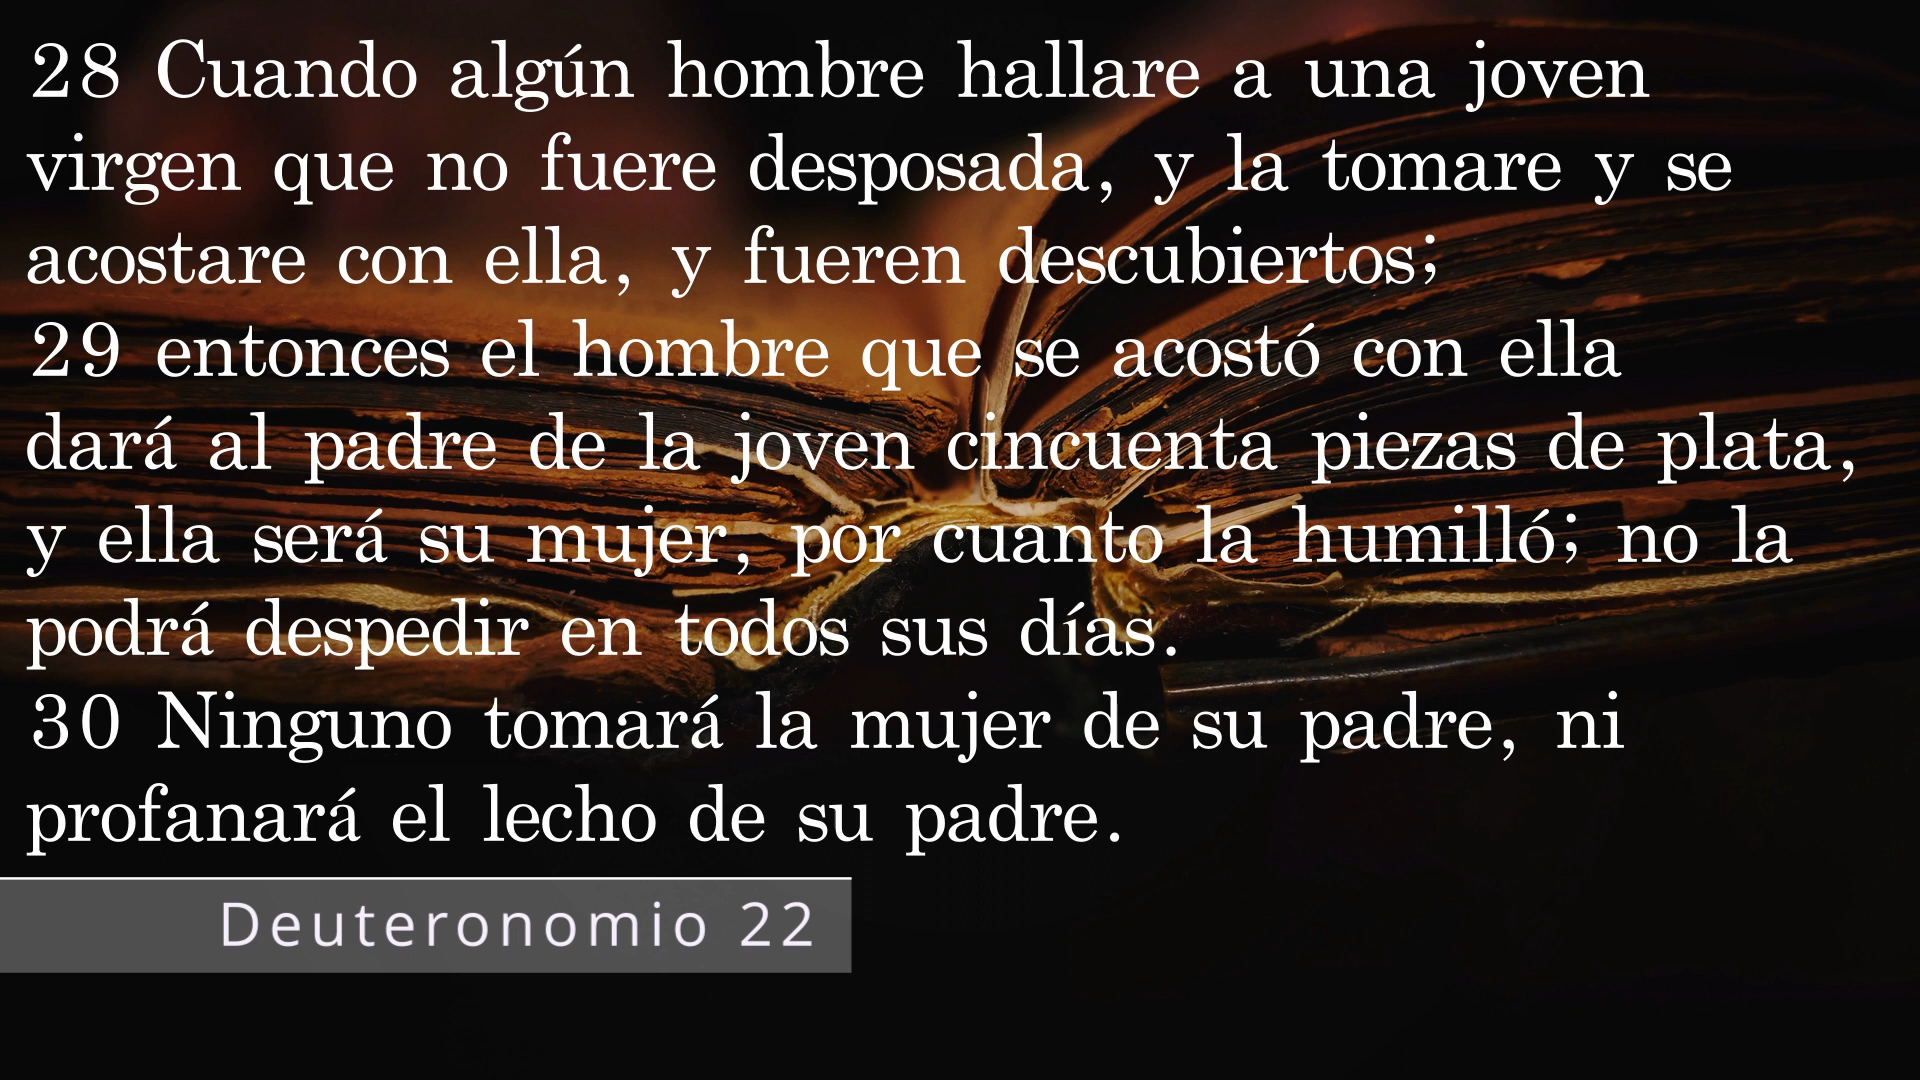 28 Cuando algún hombre hallare a una joven
virgen que no fuere desposada, y la tomare y se
acostare con ella, y fueren descubiertos;
29 entonces el hombre que se acostó con ella
dará al padre de la joven cincuenta piezas de plata,
y ella será su mujer, por cuanto la humilló; no la
podrá despedir en todos sus días.
30 Ninguno tomará la mujer de su padre, ni
profanará el lecho de su padre.
Deuteronomio 22